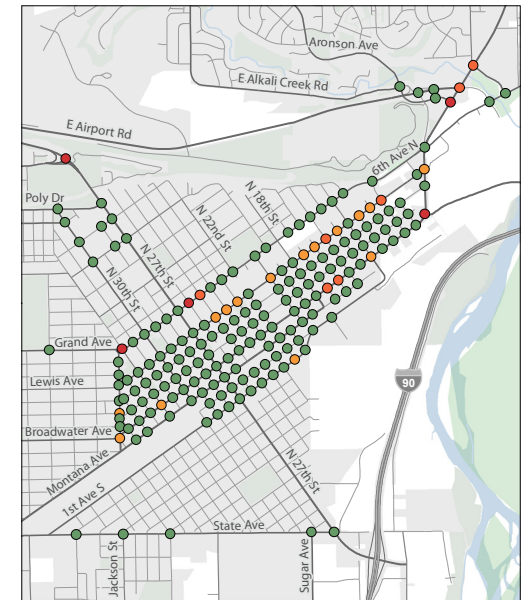 Aronson Ave
E Alkali Creek Rd
E Airport Rd
6th Ave N
Poly Dr
N 18th St
N 22nd St
N 27th St
N 30th St
Grand Ave
Lewis Ave
90
Broadwater Ave
Montana Ave
1st Ave S
N 27th St
State Ave
Jackson St
Sugar Ave